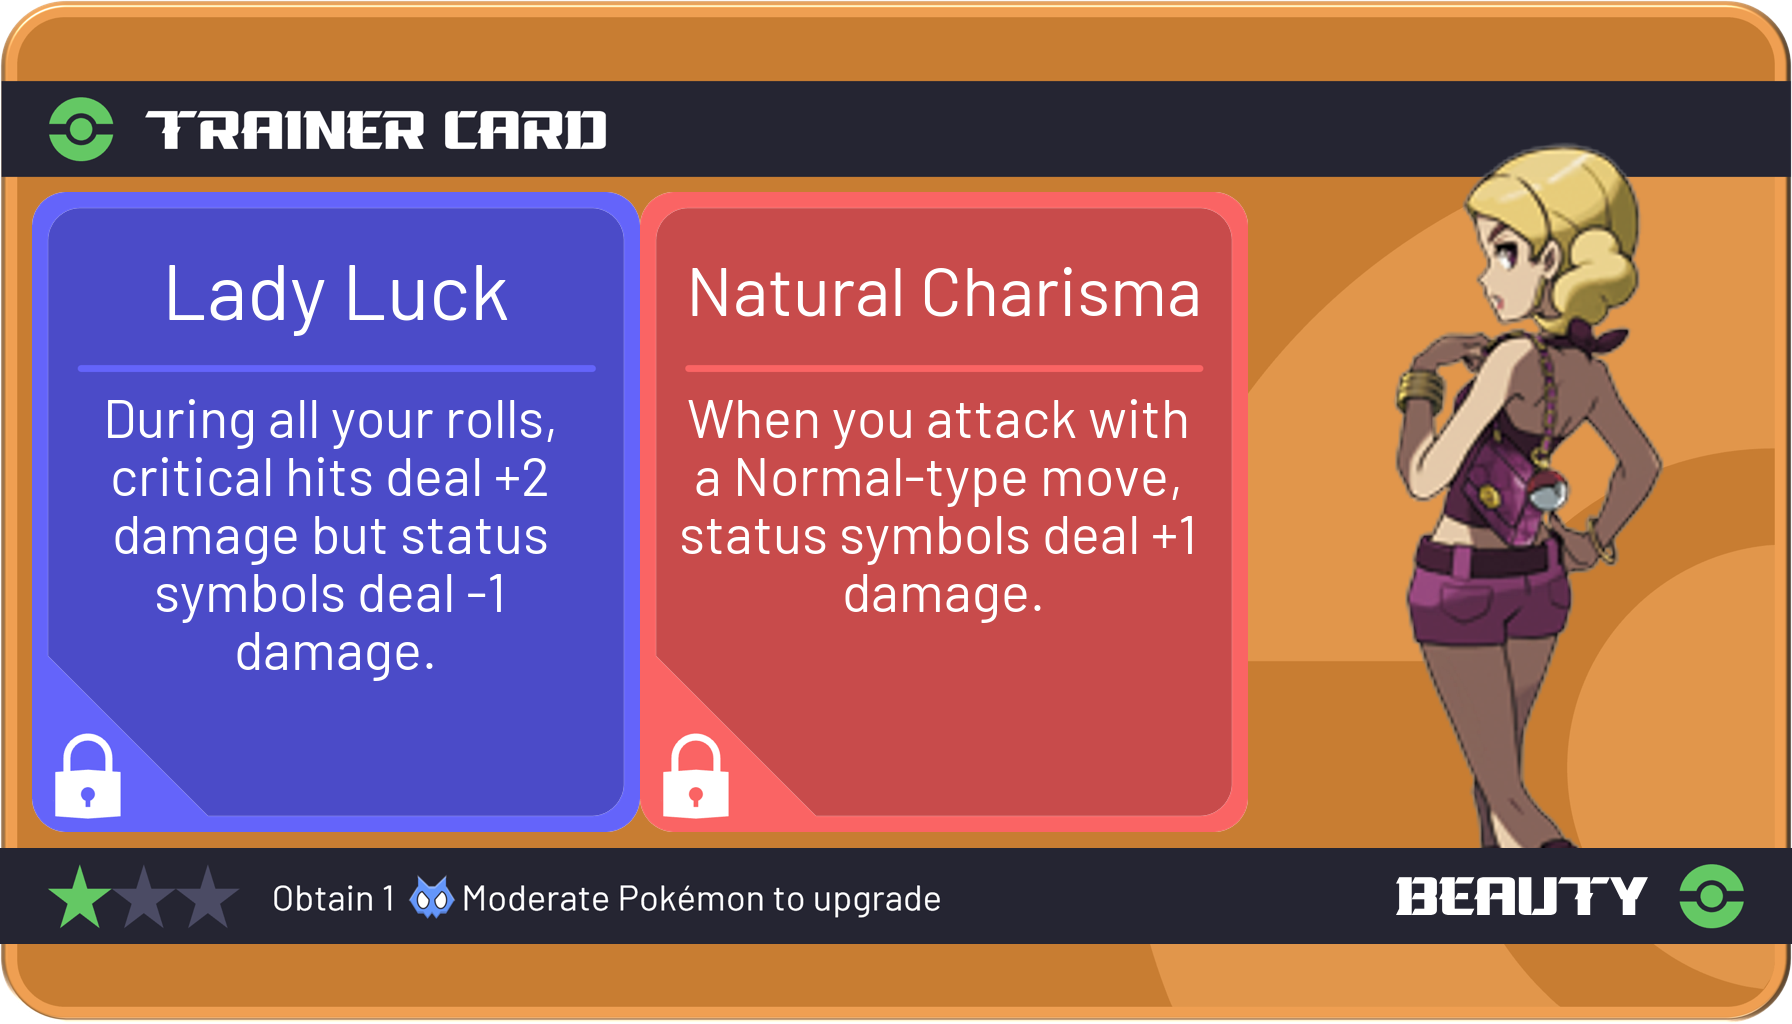 TRAINER CARD
Lady Luck
During all your rolls,
critical hits deal +2
damage but status
symbols deal -1
damage.
Natural Charisma
When you attack with
a Normal-type move,
status symbols deal +1
damage.
Obtain 1 Moderate Pokémon to upgrade
BEAUTY